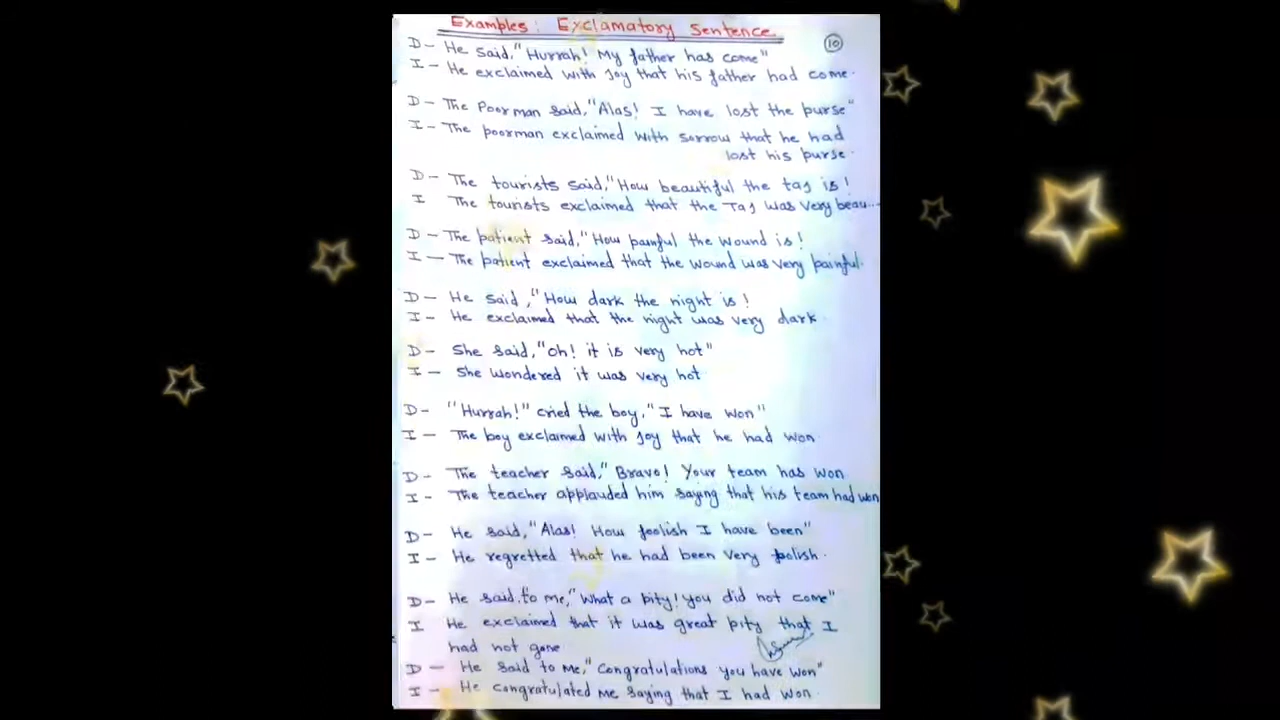 Examples: Exclamatory Sentence
10
D- He said, "Hurrah! My father has come"
I- He exclaimed with Joy that his father had come.
D- The Poorman said, "Alas! I have lost the purse"
I- The poorman exclaimed with sorrow that he had
lost his purse.
D- The tourists said, "How beautiful the taj is!
I The tourists exclaimed that the Taj was very beau...
D- The patient said, "How painful the wound is!
I- The patient exclaimed that the wound was very painful.
D- He said, "How dark the night is!
I- He exclaimed that the night was very dark.
D- She said, "Oh! it is very hot"
I- She wondered it was very hot
D- "Hurrah!" cried the boy, "I have won"
I- The boy exclaimed with Joy that he had won.
D- The teacher said, "Bravo! Your team has won
I- The teacher applauded him saying that his team had won
D- He said, "Alas! How foolish I have been"
I- He regretted that he had been very polish.
D- He said to me, "What a pity! you did not come"
I He exclaimed that it was great pity that I
had not gone
D- He said to me, "Congratulations you have won"
I- He congratulated me saying that I had won.